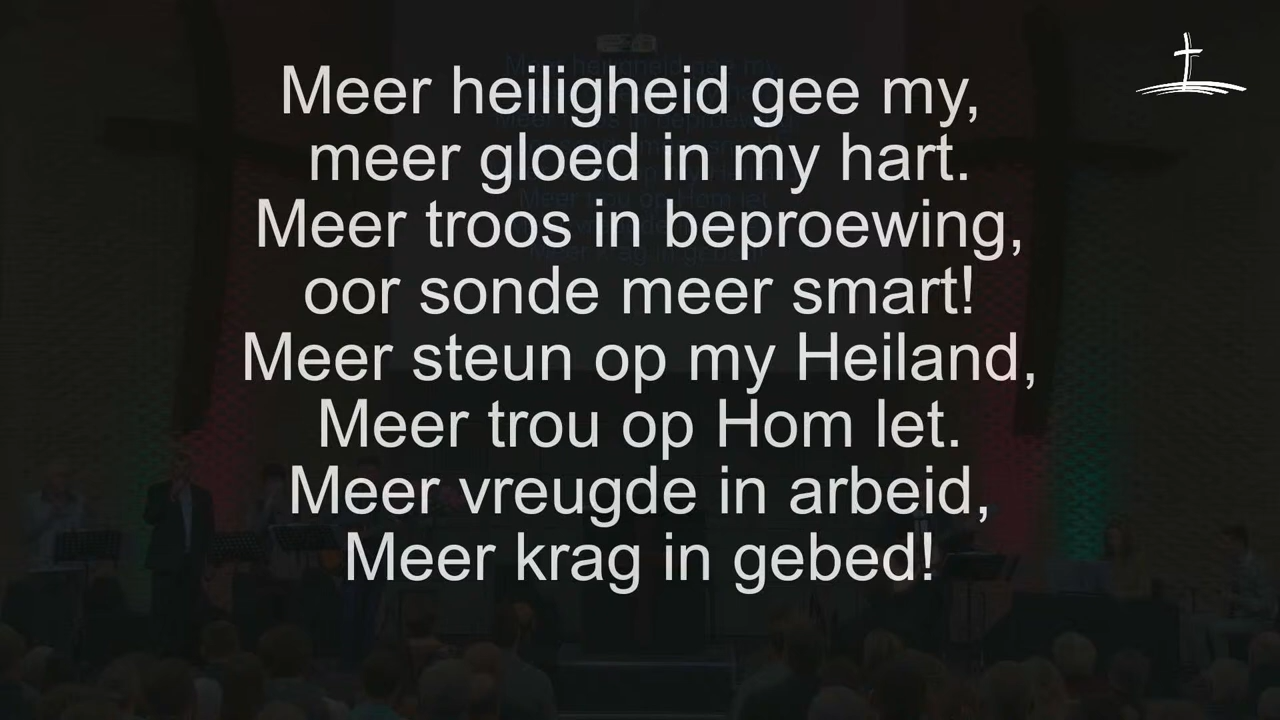 Meer heiligheid gee my,
meer gloed in my hart.
Meer troos in beproewing,
oor sonde meer smart!
Meer steun op my Heiland,
Meer trou op Hom let.
Meer vreugde in arbeid,
Meer krag in gebed!